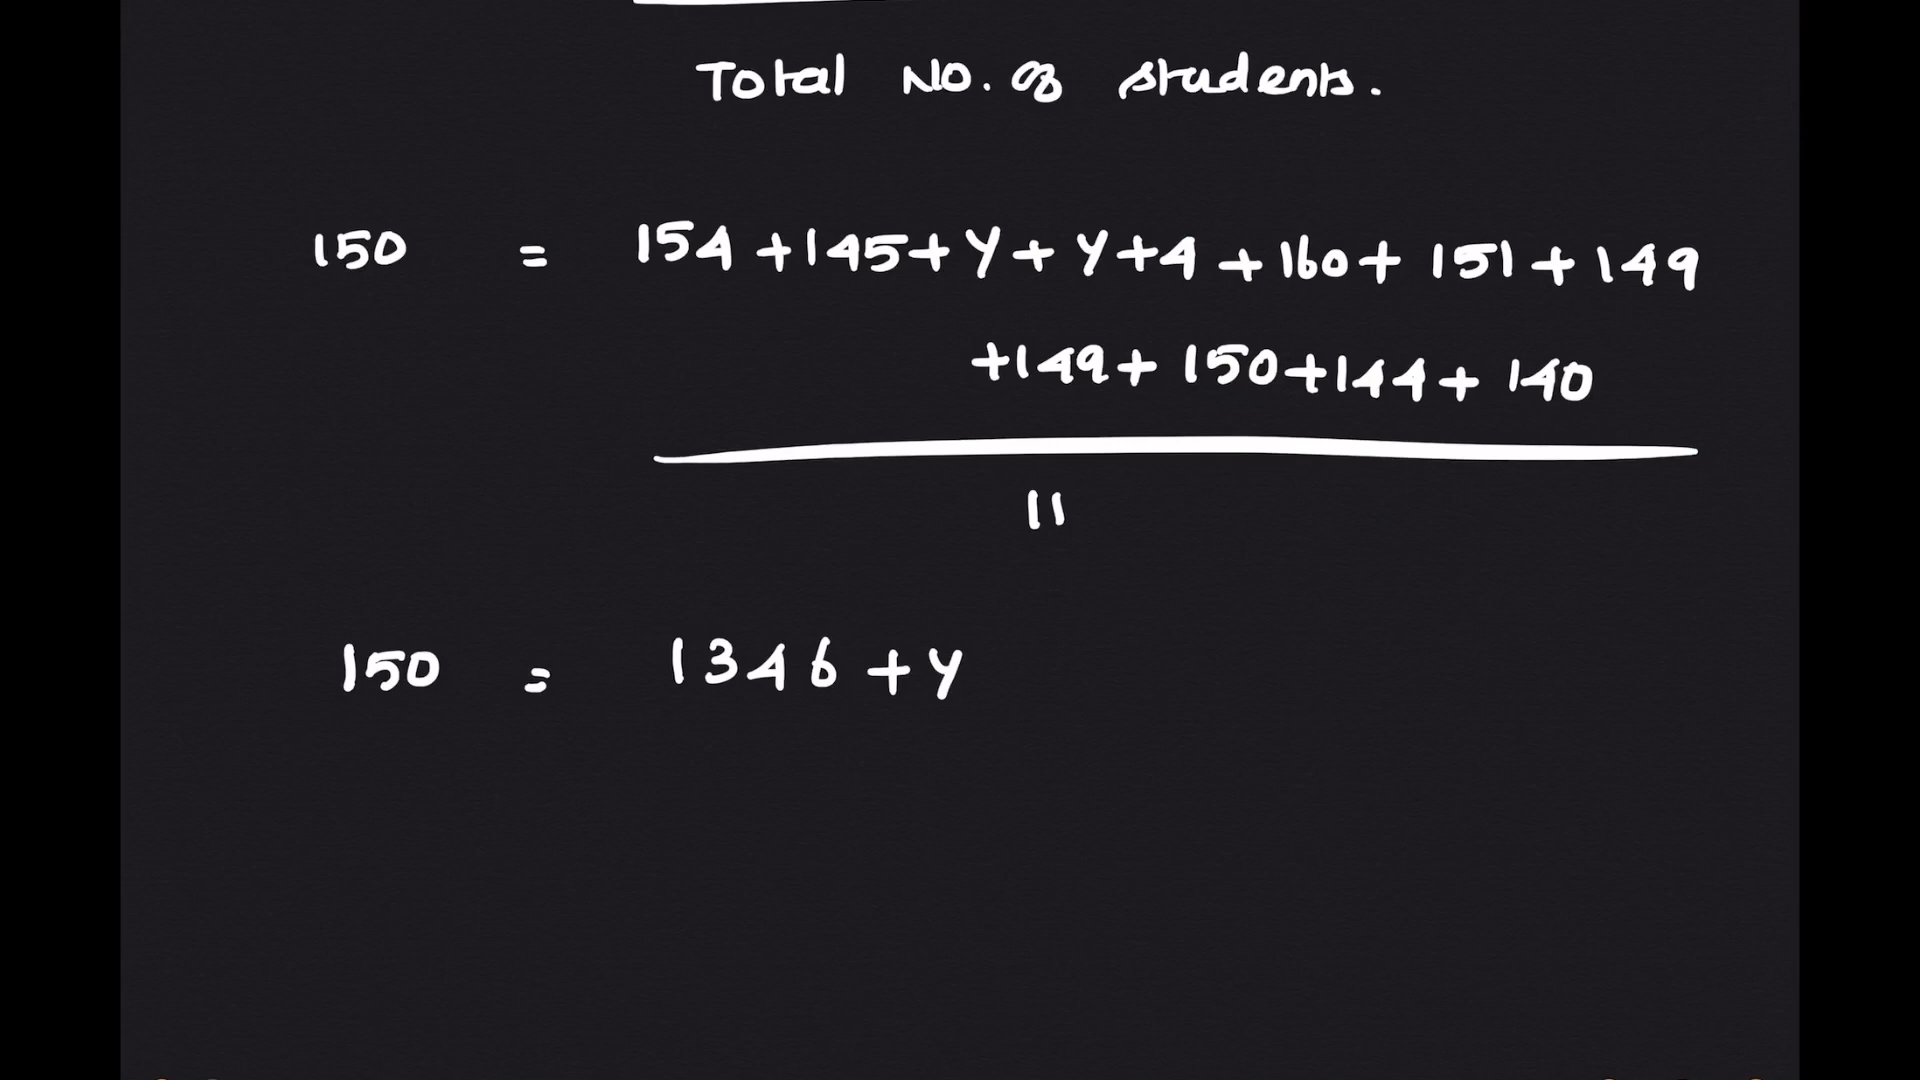 Total No. of students.
150 = 154 + 145 + y + y + 4 + 160 + 151 + 149
+ 149 + 150 + 144 + 140
11
150 = 1346 + y